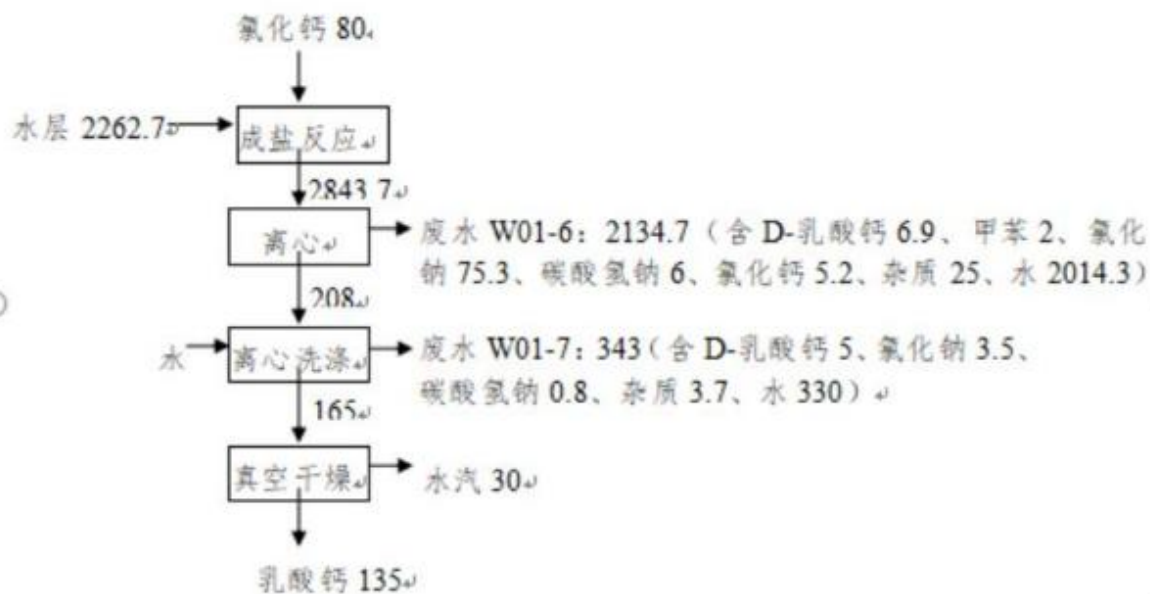 氯化钙 80
水层 2262.7
成盐反应
2843.7
离心
废水 W01-6：2134.7（含 D-乳酸钙 6.9、甲苯 2、氯化
钠 75.3、碳酸氢钠 6、氯化钙 5.2、杂质 25、水 2014.3）
208
水
离心洗涤
废水 W01-7：343（含 D-乳酸钙 5、氯化钠 3.5、
碳酸氢钠 0.8、杂质 3.7、水 330）
165
真空干燥
水汽 30
乳酸钙 135